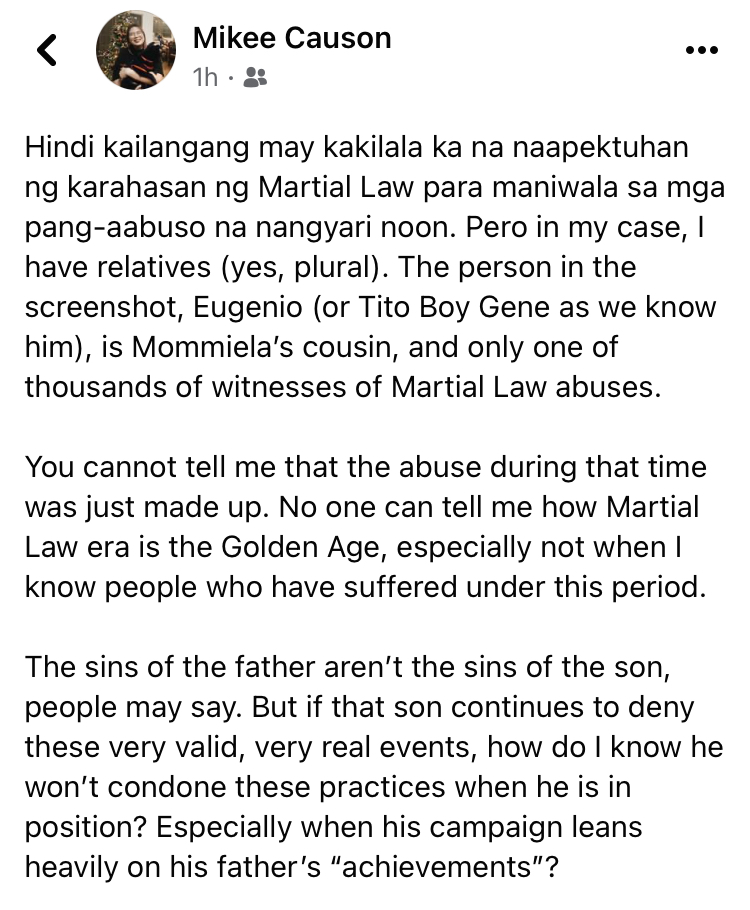 Mikee Causon
1h ·
Hindi kailangang may kakilala ka na naapektuhan
ng karahasan ng Martial Law para maniwala sa mga
pang-aabuso na nangyari noon. Pero in my case, I
have relatives (yes, plural). The person in the
screenshot, Eugenio (or Tito Boy Gene as we know
him), is Mommiela’s cousin, and only one of
thousands of witnesses of Martial Law abuses.
You cannot tell me that the abuse during that time
was just made up. No one can tell me how Martial
Law era is the Golden Age, especially not when I
know people who have suffered under this period.
The sins of the father aren’t the sins of the son,
people may say. But if that son continues to deny
these very valid, very real events, how do I know he
won’t condone these practices when he is in
position? Especially when his campaign leans
heavily on his father’s “achievements”?